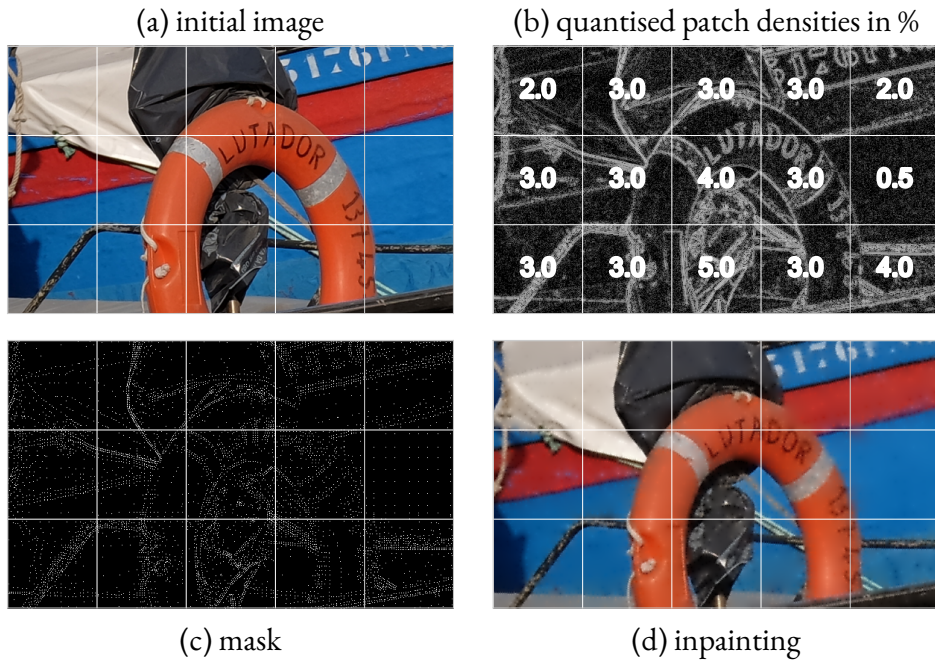 (a) initial image
(b) quantised patch densities in %
LUTADOR
2.0 3.0 3.0 3.0 2.0
3.0 3.0 4.0 3.0 0.5
LUTADOR
3.0 3.0 5.0 3.0 4.0
LUTADOR
(c) mask
(d) inpainting